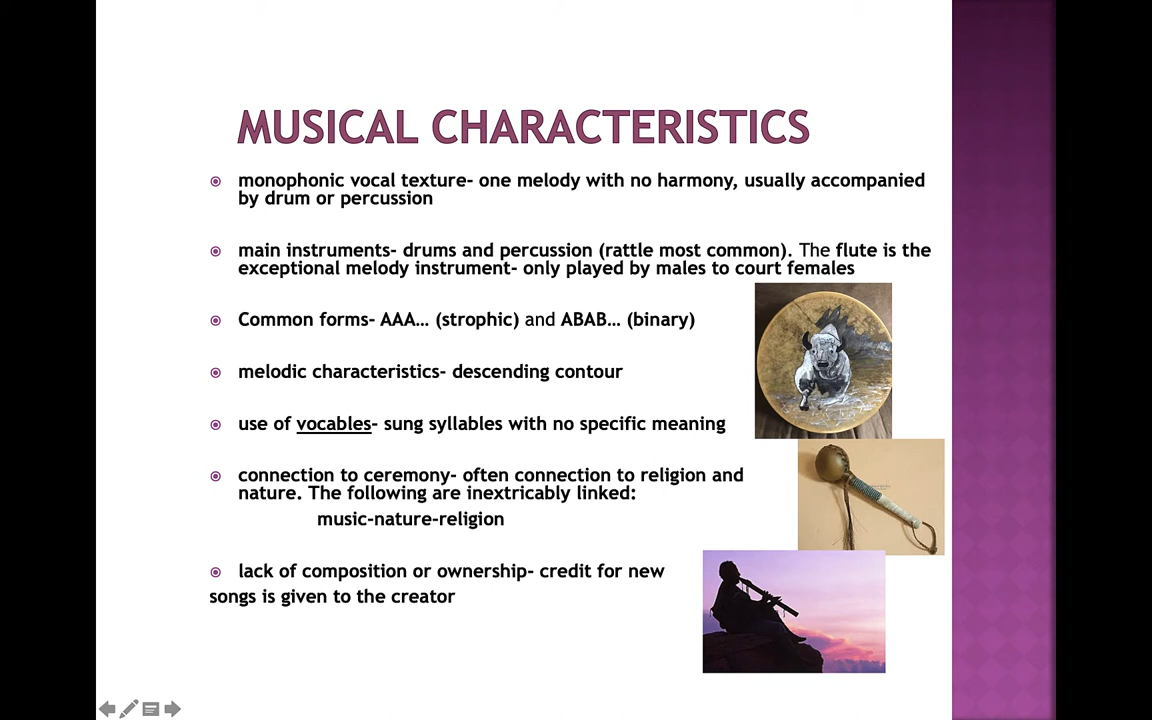 MUSICAL CHARACTERISTICS
monophonic vocal texture- one melody with no harmony, usually accompanied
by drum or percussion
main instruments- drums and percussion (rattle most common). The flute is the
exceptional melody instrument- only played by males to court females
Common forms- AAA… (strophic) and ABAB… (binary)
melodic characteristics- descending contour
use of vocables- sung syllables with no specific meaning
connection to ceremony- often connection to religion and
nature. The following are inextricably linked:
music-nature-religion
lack of composition or ownership- credit for new
songs is given to the creator